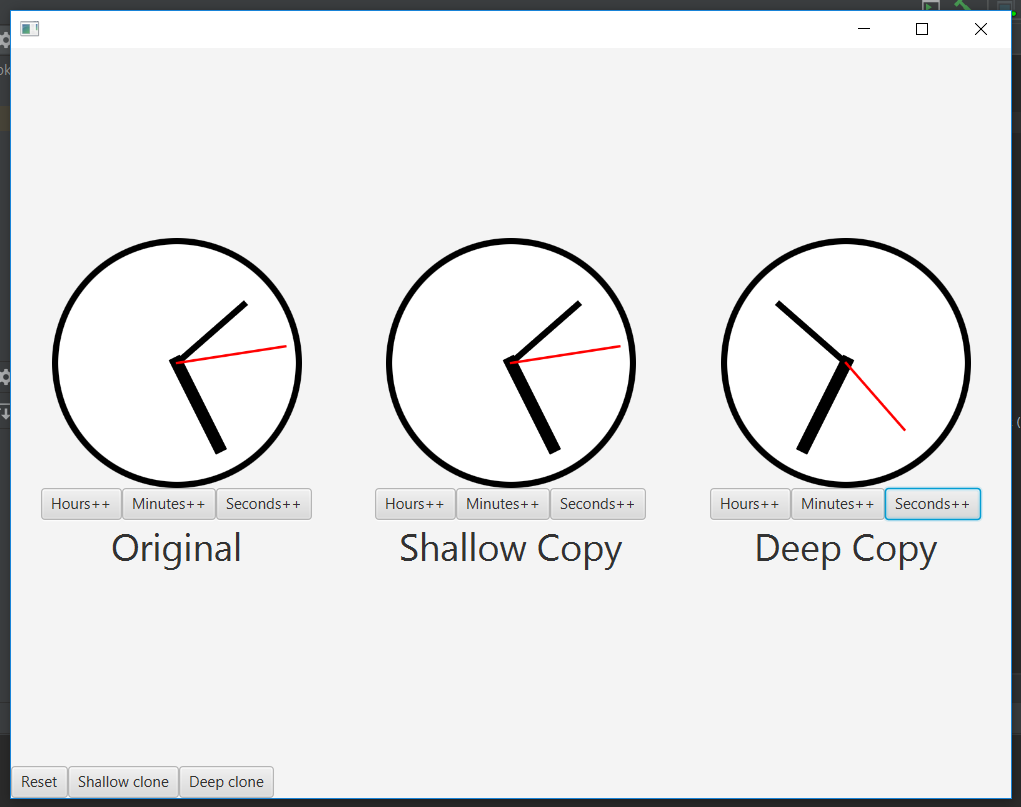 Hours++ Minutes++ Seconds++ Hours++ Minutes++ Seconds++ Hours++ Minutes++ Seconds++
Original Shallow Copy Deep Copy
Reset Shallow clone Deep clone